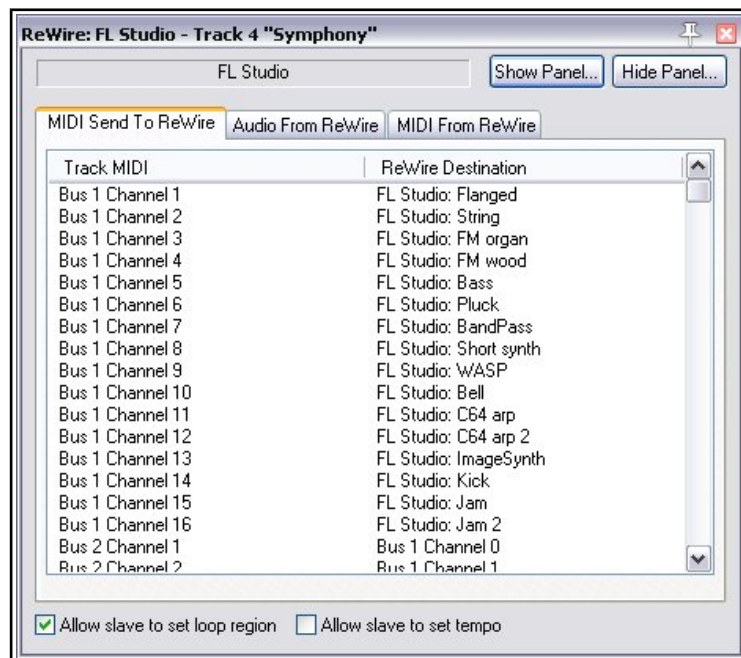 ReWire: FL Studio - Track 4 "Symphony"
FL Studio Show Panel... Hide Panel...
MIDI Send To ReWire Audio From ReWire MIDI From ReWire
Track MIDI ReWire Destination
Bus 1 Channel 1 FL Studio: Flanged
Bus 1 Channel 2 FL Studio: String
Bus 1 Channel 3 FL Studio: FM organ
Bus 1 Channel 4 FL Studio: FM wood
Bus 1 Channel 5 FL Studio: Bass
Bus 1 Channel 6 FL Studio: Pluck
Bus 1 Channel 7 FL Studio: BandPass
Bus 1 Channel 8 FL Studio: Short synth
Bus 1 Channel 9 FL Studio: WASP
Bus 1 Channel 10 FL Studio: Bell
Bus 1 Channel 11 FL Studio: C64 arp
Bus 1 Channel 12 FL Studio: C64 arp 2
Bus 1 Channel 13 FL Studio: ImageSynth
Bus 1 Channel 14 FL Studio: Kick
Bus 1 Channel 15 FL Studio: Jam
Bus 1 Channel 16 FL Studio: Jam 2
Bus 2 Channel 1 Bus 1 Channel 0
Bus 2 Channel 2 Bus 1 Channel 1
Allow slave to set loop region Allow slave to set tempo